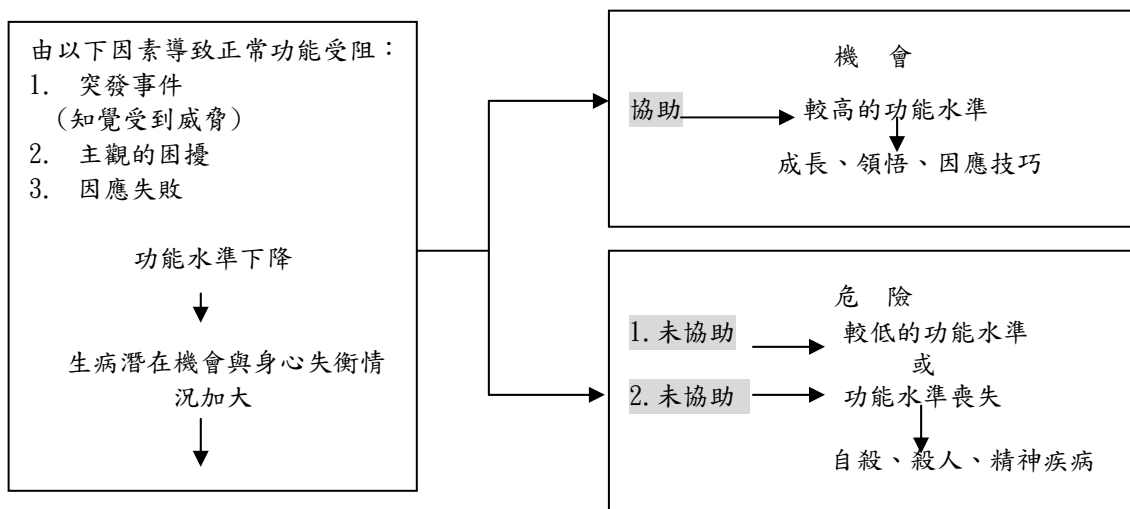 由以下因素導致正常功能受阻：
1. 突發事件
(知覺受到威脅)
2. 主觀的困擾
3. 因應失敗
功能水準下降
生病潛在機會與身心失衡情
況加大
機 會
協助
較高的功能水準
成長、領悟、因應技巧
危 險
1.未協助
較低的功能水準
或
2.未協助
功能水準喪失
自殺、殺人、精神疾病